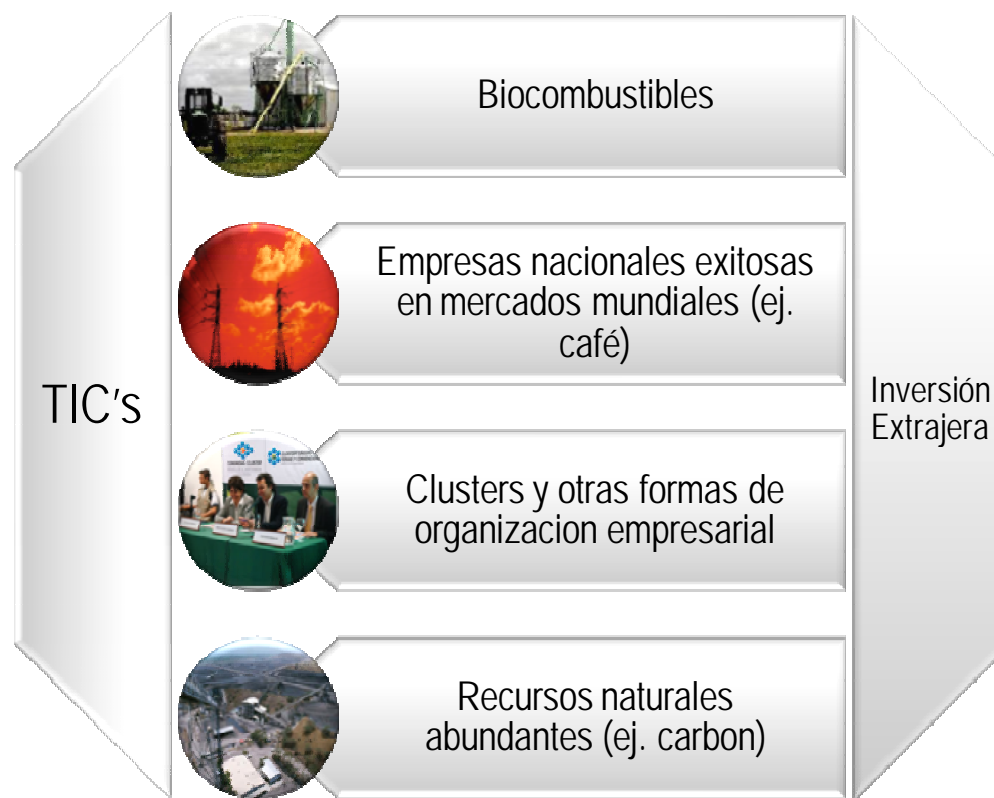 TIC's
Biocombustibles
Empresas nacionales exitosas
en mercados mundiales (ej.
café)
Clusters y otras formas de
organizacion empresarial
Recursos naturales
abundantes (ej. carbon)
Inversión
Extrajera